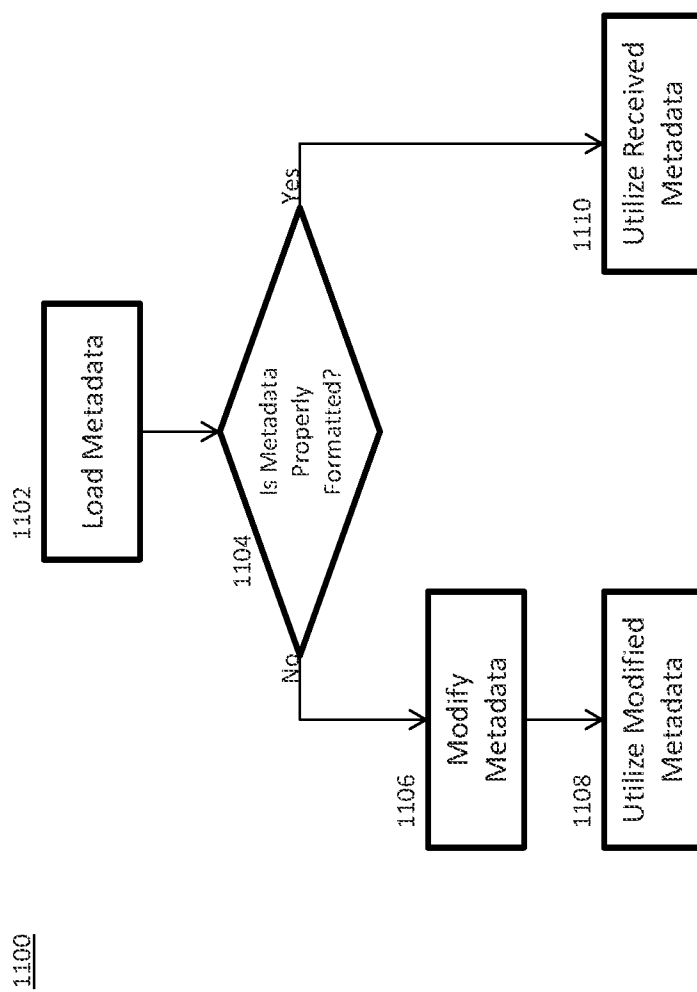 1100
1102
Load Metadata
1104
Is Metadata
Properly
Formatted?
No
Yes
1106
Modify
Metadata
1108
Utilize Modified
Metadata
1110
Utilize Received
Metadata